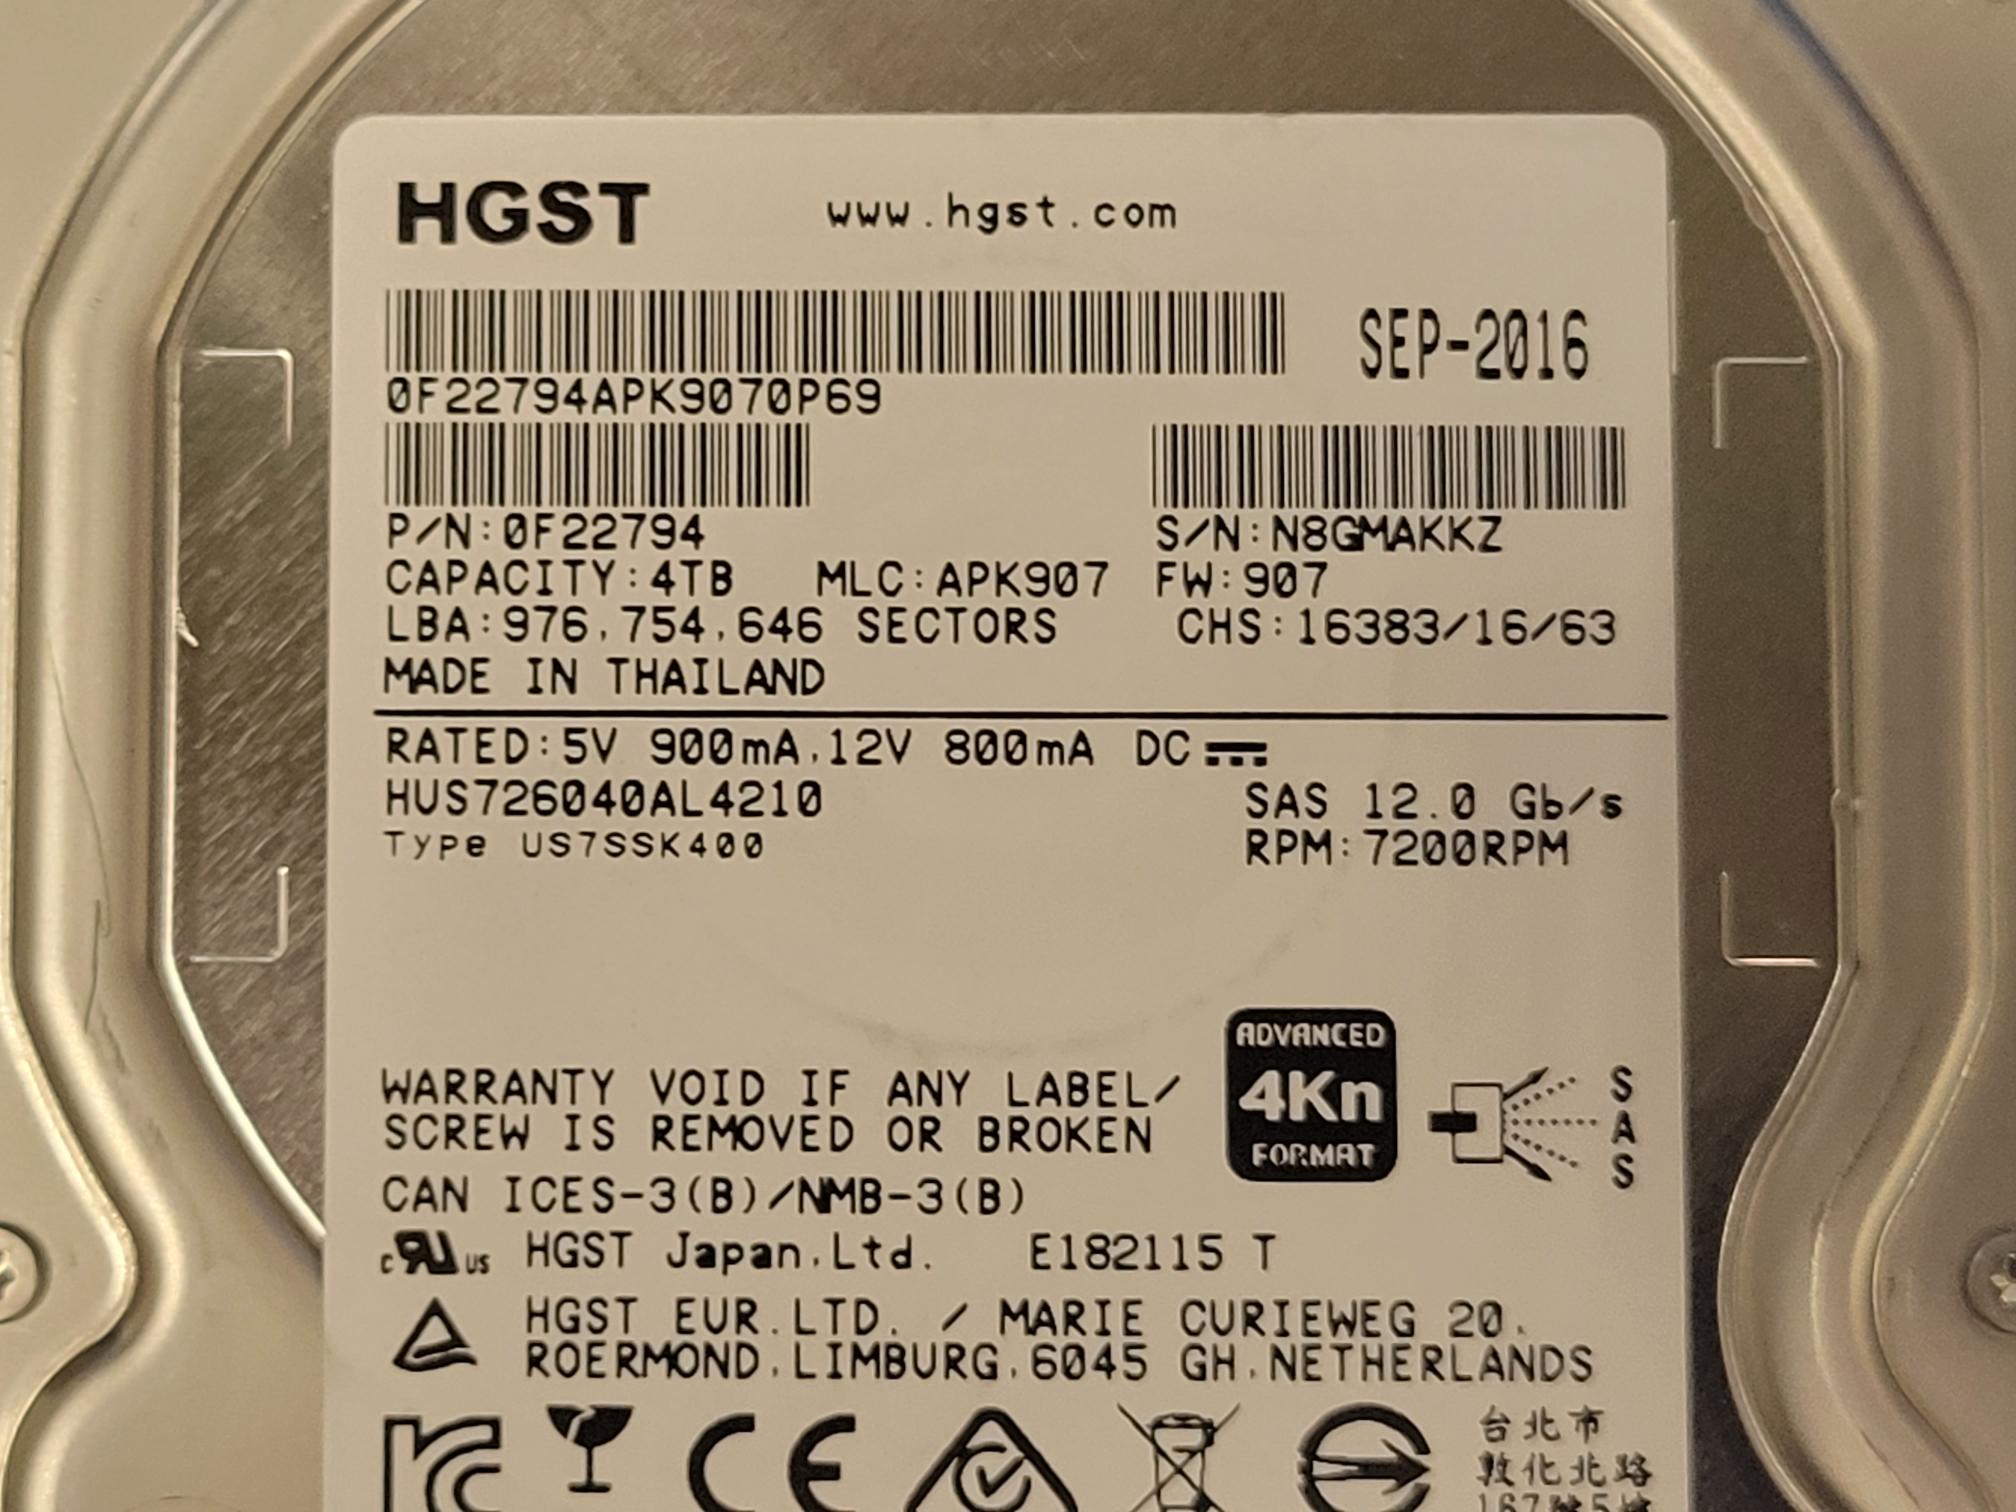 HGST www.hgst.com
SEP-2016
0F22794APK9070P69
P/N:0F22794 S/N:N8GMAKKZ
CAPACITY:4TB MLC:APK907 FW:907
LBA:976,754,646 SECTORS CHS:16383/16/63
MADE IN THAILAND
RATED:5V 900mA,12V 800mA DC
HUS726040AL4210 SAS 12.0 Gb/s
Type US7SSK400 RPM:7200RPM
ADVANCED
4Kn
FORMAT
SAS
WARRANTY VOID IF ANY LABEL/
SCREW IS REMOVED OR BROKEN
CAN ICES-3(B)/NMB-3(B)
c RU us HGST Japan,Ltd. E182115 T
HGST EUR.LTD. / MARIE CURIEWEG 20,
ROERMOND,LIMBURG,6045 GH,NETHERLANDS
CE
台北市
敦化北路